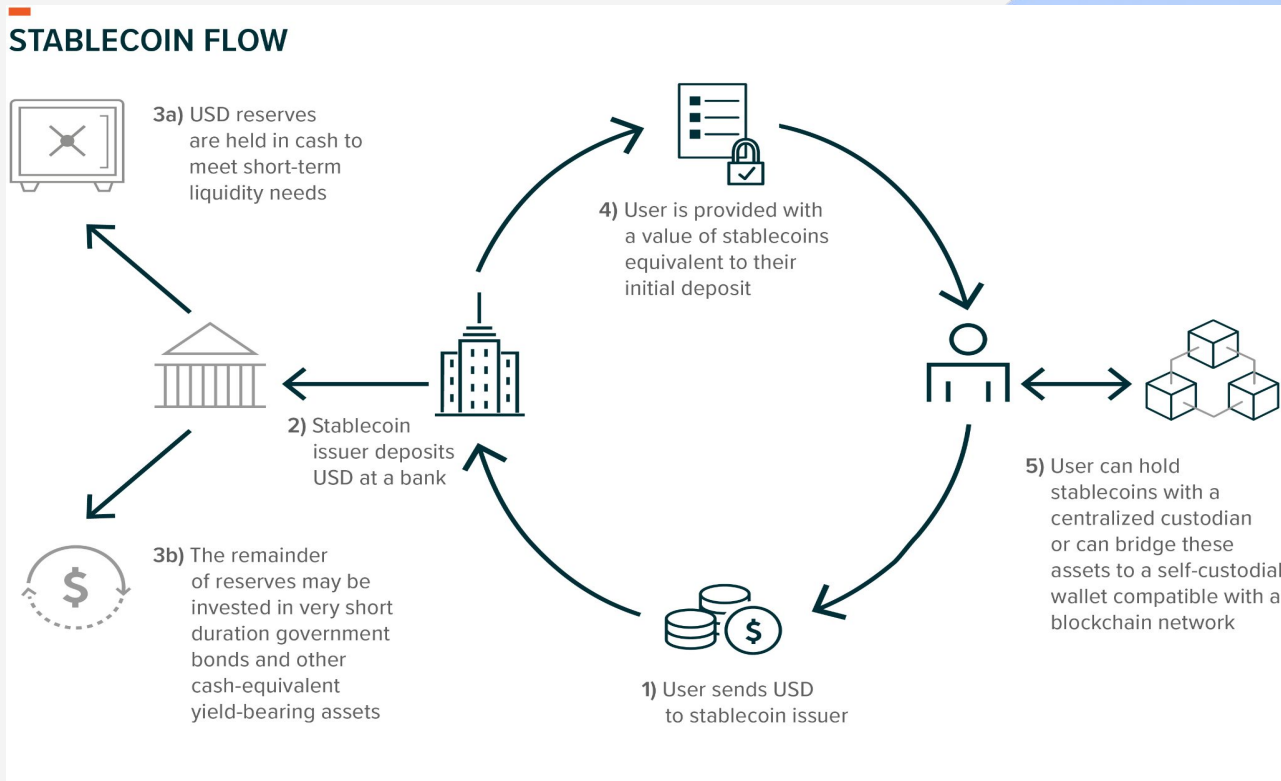 STABLECOIN FLOW
3a) USD reserves
are held in cash to
meet short-term
liquidity needs
4) User is provided with
a value of stablecoins
equivalent to their
initial deposit
2) Stablecoin
issuer deposits
USD at a bank
5) User can hold
stablecoins with a
centralized custodian
or can bridge these
assets to a self-custodial
wallet compatible with a
blockchain network
3b) The remainder
of reserves may be
invested in very short
duration government
bonds and other
cash-equivalent
yield-bearing assets
$
$
1) User sends USD
to stablecoin issuer